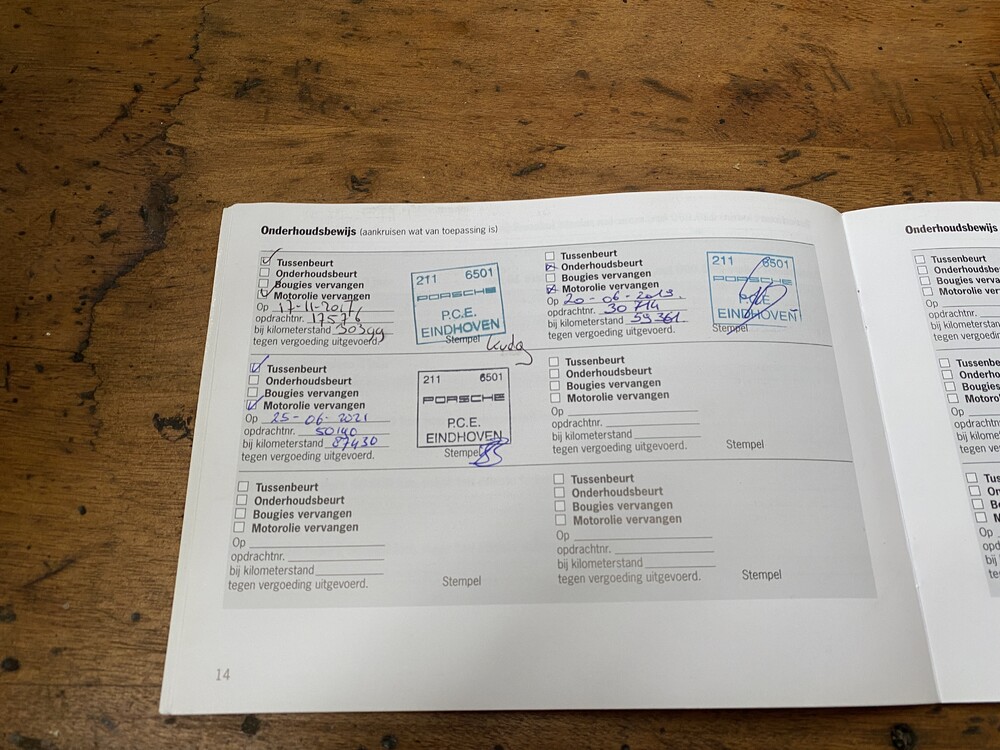 Onderhoudsbewijs (aankruisen wat van toepassing is)
Tussenbeurt
Onderhoudsbeurt
Bougies vervangen
Motorolie vervangen
Op
opdrachtnr. 17576
bij kilometerstand 30399
tegen vergoeding uitgevoerd.
211 6501
PORSCHE
P.C.E.
EINDHOVEN
Stempel
Tussenbeurt
Onderhoudsbeurt
Bougies vervangen
Motorolie vervangen
Op 20-06-2019.
opdrachtnr. 30714
bij kilometerstand 59361
tegen vergoeding uitgevoerd.
211 6501
PORSCHE
P.C.E.
EINDHOVEN
Stempel
Tussenbeurt
Onderhoudsbeurt
Bougies vervangen
Motorolie vervangen
Op 25-06-2021
opdrachtnr. 50140
bij kilometerstand 87430
tegen vergoeding uitgevoerd.
211 6501
PORSCHE
P.C.E.
EINDHOVEN
Stempel
Tussenbeurt
Onderhoudsbeurt
Bougies vervangen
Motorolie vervangen
Op
opdrachtnr.
bij kilometerstand
tegen vergoeding uitgevoerd.
Stempel
Tussenbeurt
Onderhoudsbeurt
Bougies vervangen
Motorolie vervangen
Op
opdrachtnr.
bij kilometerstand
tegen vergoeding uitgevoerd.
Stempel
Tussenbeurt
Onderhoudsbeurt
Bougies vervangen
Motorolie vervangen
Op
opdrachtnr.
bij kilometerstand
tegen vergoeding uitgevoerd.
Stempel
14
Onderhoudsbewijs
Tussenbeurt
Op
Op
Op